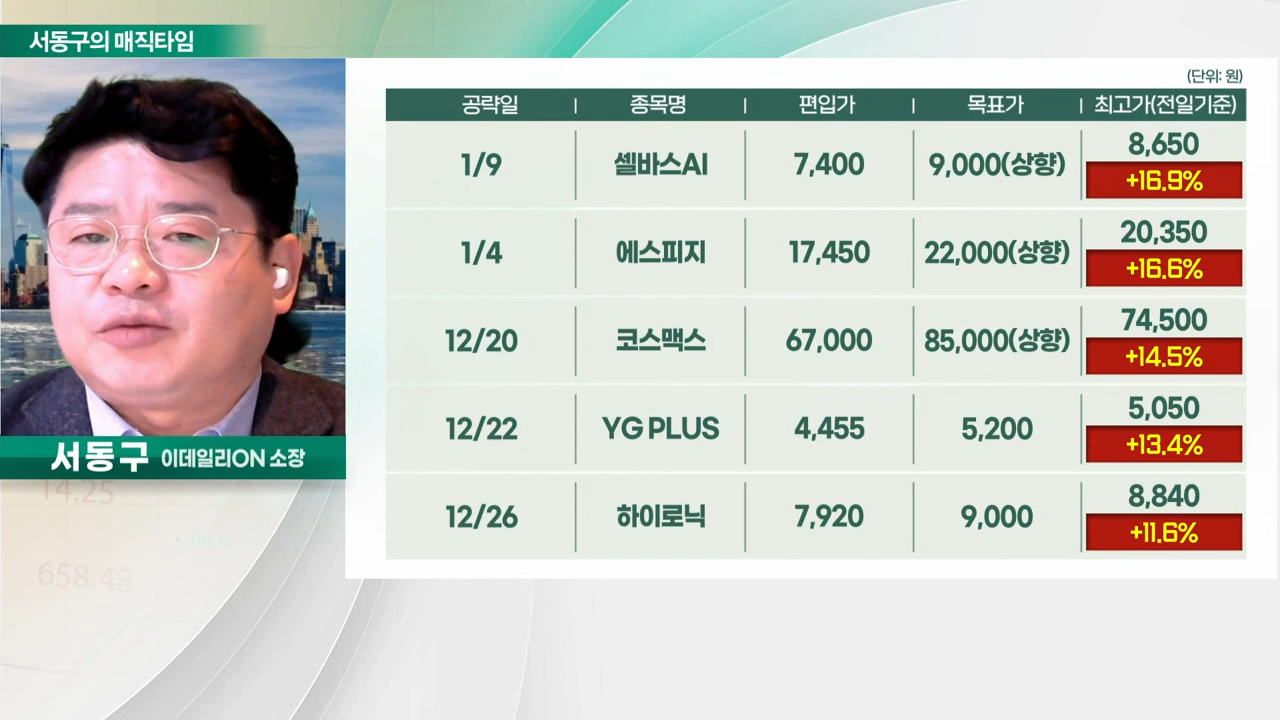 서동구의 매직타임
(단위: 원)
공략일 | 종목명 | 편입가 | 목표가 | 최고가(전일기준)
1/9 셀바스AI 7,400 9,000(상향) 8,650
+16.9%
1/4 에스피지 17,450 22,000(상향) 20,350
+16.6%
12/20 코스맥스 67,000 85,000(상향) 74,500
+14.5%
12/22 YG PLUS 4,455 5,200 5,050
+13.4%
12/26 하이로닉 7,920 9,000 8,840
+11.6%
서동구 이데일리ON 소장
14.25
658.48